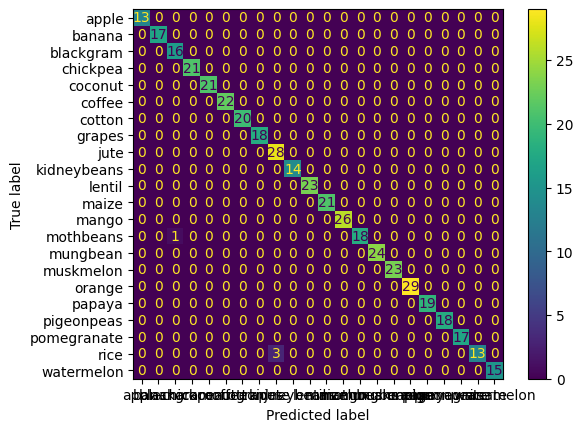 True label
apple 13 0 0 0 0 0 0 0 0 0 0 0 0 0 0 0 0 0 0 0 0 0
banana 0 17 0 0 0 0 0 0 0 0 0 0 0 0 0 0 0 0 0 0 0 0
blackgram 0 0 16 0 0 0 0 0 0 0 0 0 0 0 0 0 0 0 0 0 0 0
chickpea 0 0 0 21 0 0 0 0 0 0 0 0 0 0 0 0 0 0 0 0 0 0
coconut 0 0 0 0 21 0 0 0 0 0 0 0 0 0 0 0 0 0 0 0 0 0
coffee 0 0 0 0 0 22 0 0 0 0 0 0 0 0 0 0 0 0 0 0 0 0
cotton 0 0 0 0 0 0 20 0 0 0 0 0 0 0 0 0 0 0 0 0 0 0
grapes 0 0 0 0 0 0 0 18 0 0 0 0 0 0 0 0 0 0 0 0 0 0
jute 0 0 0 0 0 0 0 0 28 0 0 0 0 0 0 0 0 0 0 0 0 0
kidneybeans 0 0 0 0 0 0 0 0 0 14 0 0 0 0 0 0 0 0 0 0 0 0
lentil 0 0 0 0 0 0 0 0 0 0 23 0 0 0 0 0 0 0 0 0 0 0
maize 0 0 0 0 0 0 0 0 0 0 0 21 0 0 0 0 0 0 0 0 0 0
mango 0 0 0 0 0 0 0 0 0 0 0 0 26 0 0 0 0 0 0 0 0 0
mothbeans 0 0 1 0 0 0 0 0 0 0 0 0 0 18 0 0 0 0 0 0 0 0
mungbean 0 0 0 0 0 0 0 0 0 0 0 0 0 0 24 0 0 0 0 0 0 0
muskmelon 0 0 0 0 0 0 0 0 0 0 0 0 0 0 0 23 0 0 0 0 0 0
orange 0 0 0 0 0 0 0 0 0 0 0 0 0 0 0 0 29 0 0 0 0 0
papaya 0 0 0 0 0 0 0 0 0 0 0 0 0 0 0 0 0 19 0 0 0 0
pigeonpeas 0 0 0 0 0 0 0 0 0 0 0 0 0 0 0 0 0 0 18 0 0 0
pomegranate 0 0 0 0 0 0 0 0 0 0 0 0 0 0 0 0 0 0 0 17 0 0
rice 0 0 0 0 0 0 0 0 3 0 0 0 0 0 0 0 0 0 0 0 13 0
watermelon 0 0 0 0 0 0 0 0 0 0 0 0 0 0 0 0 0 0 0 0 0 15
Predicted label
25
20
15
10
5
0